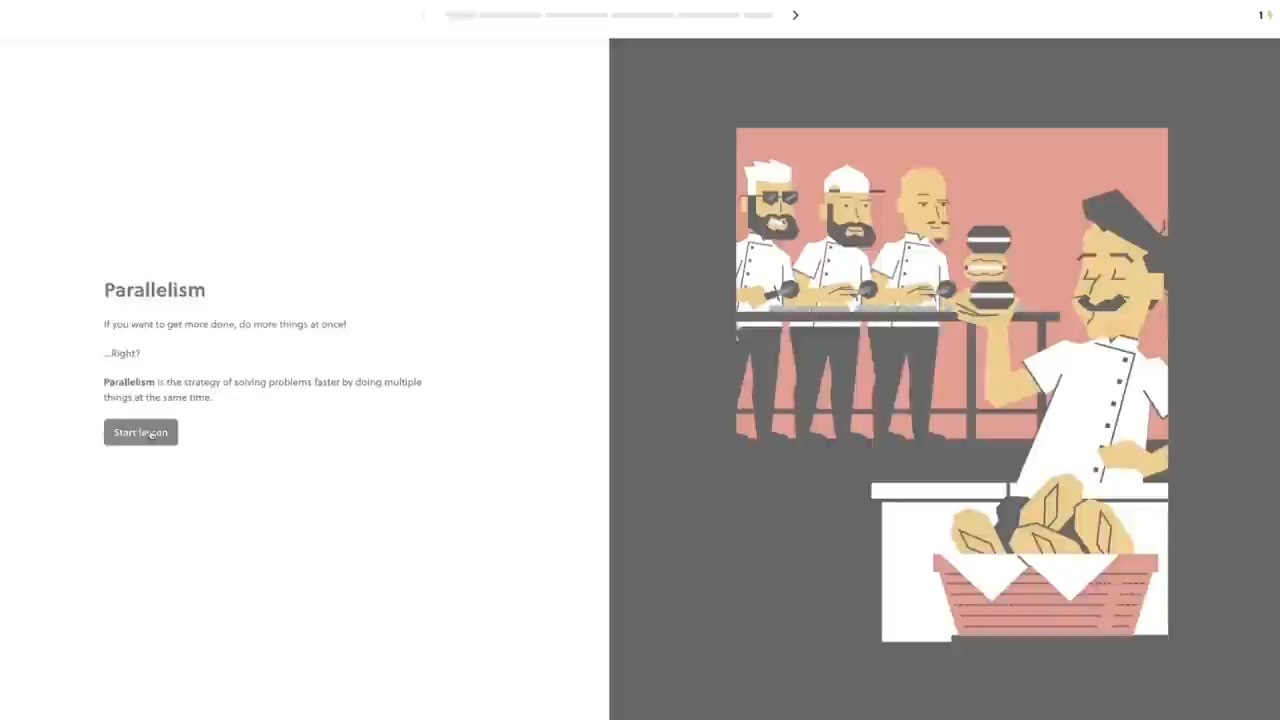 1
Parallelism
If you want to get more done, do more things at once!
...Right?
Parallelism is the strategy of solving problems faster by doing multiple
things at the same time.
Start lesson